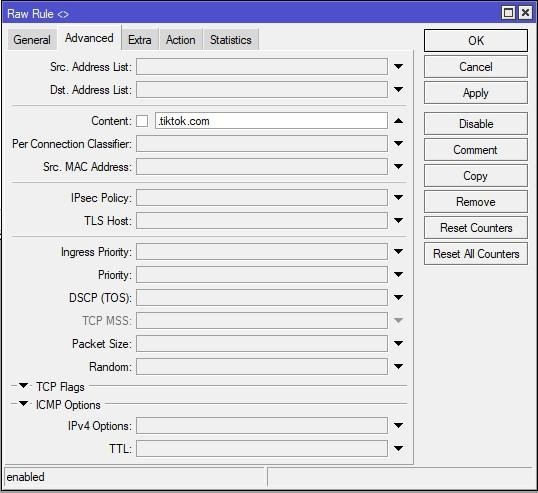 Raw Rule <>
General Advanced Extra Action Statistics
OK
Src. Address List:
Cancel
Dst. Address List:
Apply
Content: .tiktok.com
Disable
Per Connection Classifier:
Comment
Src. MAC Address:
Copy
IPsec Policy:
Remove
TLS Host:
Reset Counters
Ingress Priority:
Reset All Counters
Priority:
DSCP (TOS):
TCP MSS:
Packet Size:
Random:
TCP Flags
ICMP Options
IPv4 Options:
TTL:
enabled